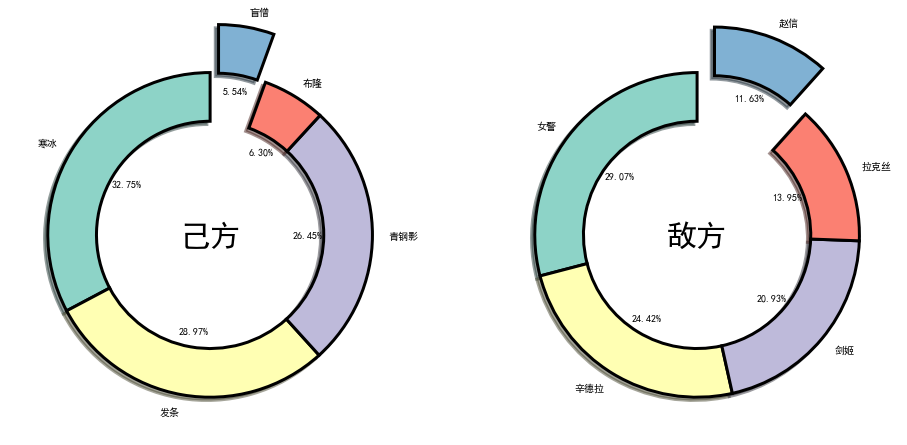 盲僧
5.54%
布隆
6.30%
寒冰
32.75%
己方
26.45%
青钢影
28.97%
发条
赵信
11.63%
女警
29.07%
拉克丝
13.95%
敌方
20.93%
剑姬
24.42%
辛德拉